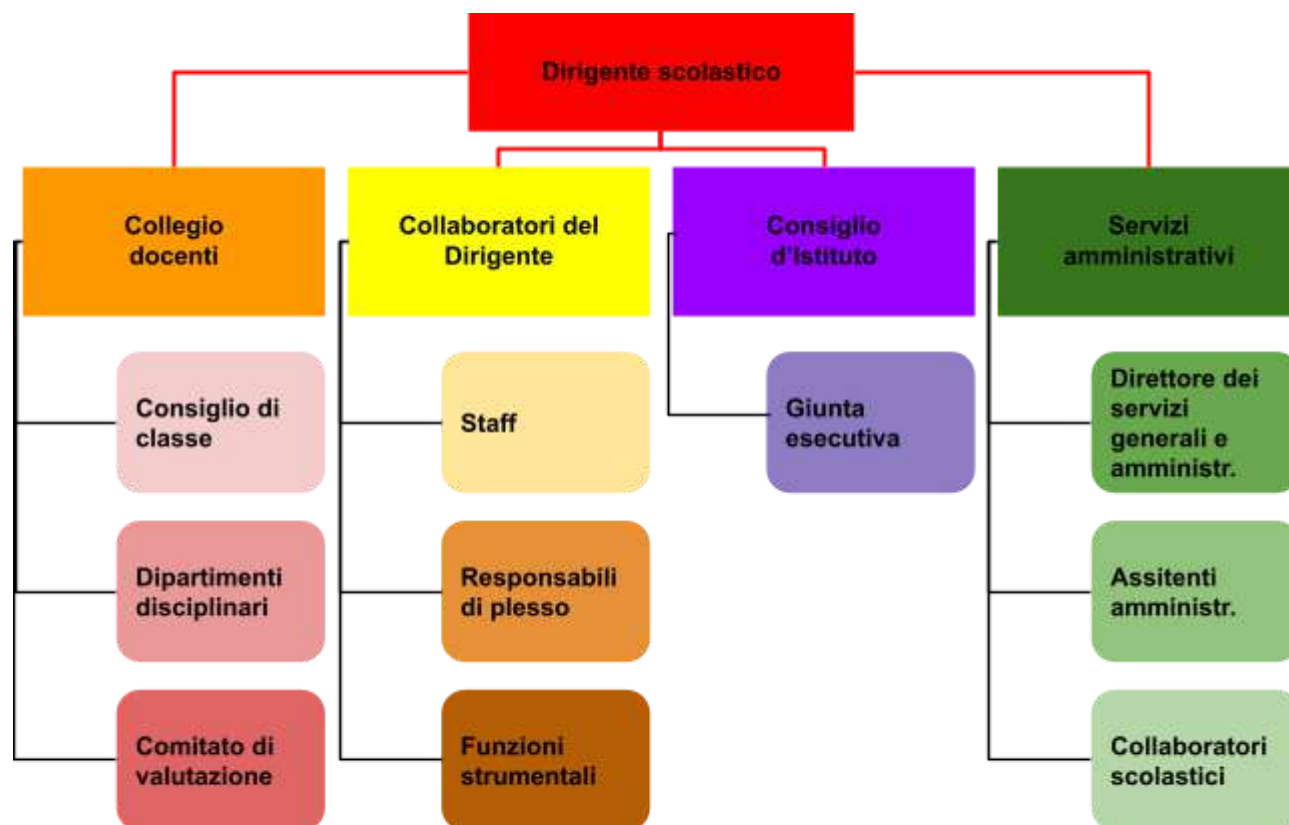 Dirigente scolastico
Collegio
docenti
Collaboratori del
Dirigente
Consiglio
d'Istituto
Servizi
amministrativi
Consiglio di
classe
Staff
Giunta
esecutiva
Direttore dei
servizi
generali e
amministr.
Dipartimenti
disciplinari
Responsabili
di plesso
Assitenti
amministr.
Comitato di
valutazione
Funzioni
strumentali
Collaboratori
scolastici